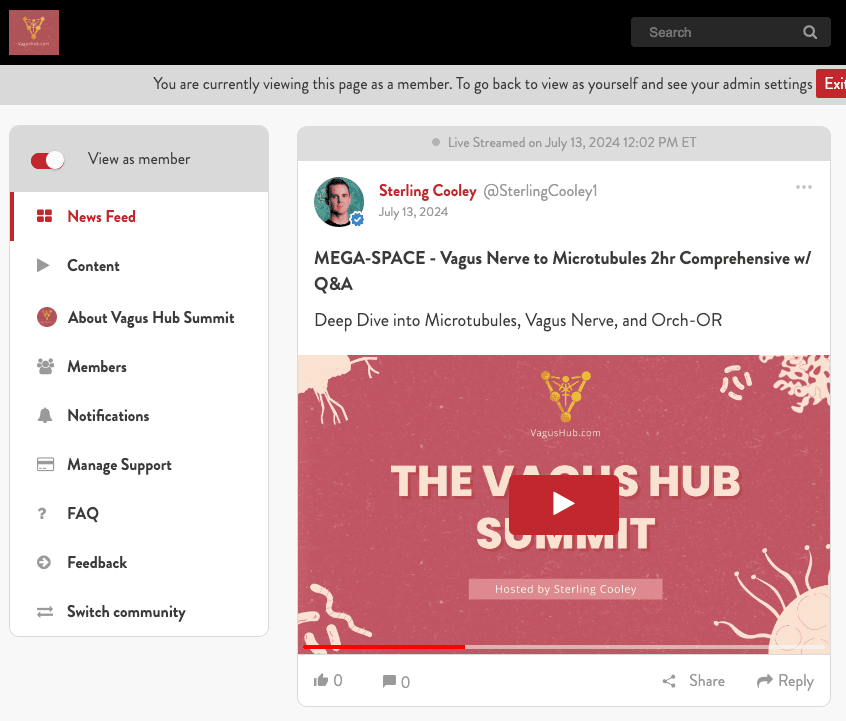 VagusHub.com
Search
You are currently viewing this page as a member. To go back to view as yourself and see your admin settings Exi
View as member
News Feed
Content
About Vagus Hub Summit
Members
Notifications
Manage Support
? FAQ
Feedback
Switch community
Live Streamed on July 13, 2024 12:02 PM ET
Sterling Cooley @SterlingCooley1
July 13, 2024
MEGA-SPACE - Vagus Nerve to Microtubules 2hr Comprehensive w/
Q&A
Deep Dive into Microtubules, Vagus Nerve, and Orch-OR
VagusHub.com
THE VAGUS HUB
SUMMIT
Hosted by Sterling Cooley
0 0 Share Reply